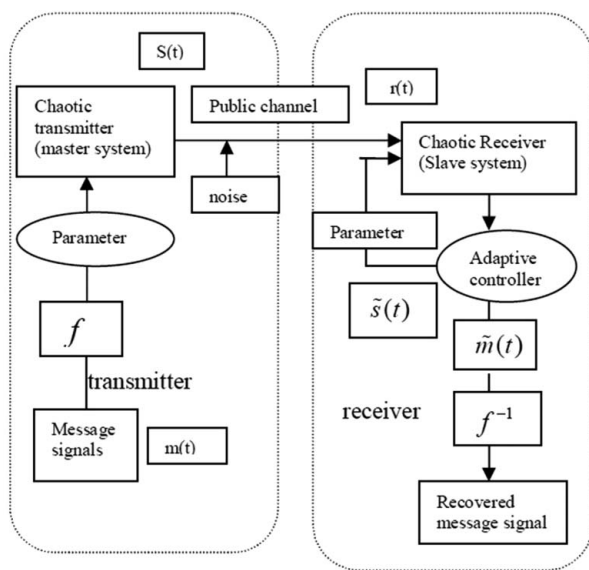 S(t)
Chaotic
transmitter
(master system)
Public channel
r(t)
Chaotic Receiver
(Slave system)
noise
Parameter
Parameter
Adaptive
controller
s̃(t)
m̃(t)
f
transmitter
receiver
f⁻¹
Message
signals
m(t)
Recovered
message signal